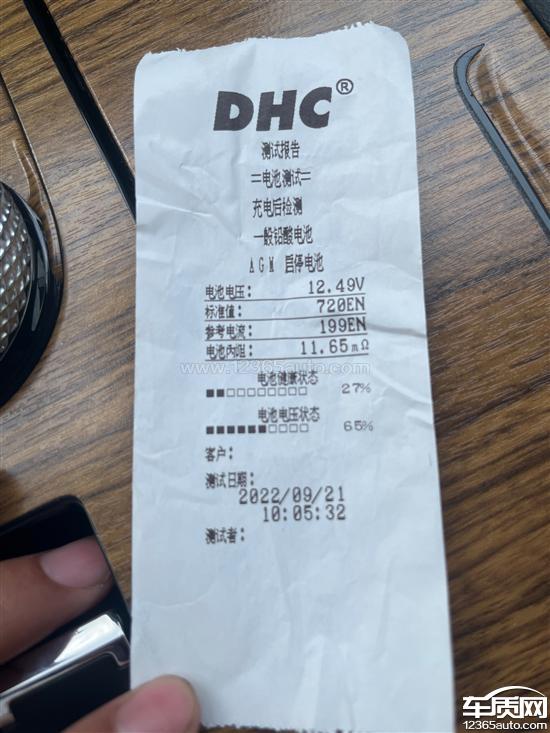 DHC®
测试报告
=电池测试=
充电后检测
一般铅酸电池
AGM 启停电池
电池电压: 12.49V
标准值: 720EN
参考电流: 199EN
电池内阻: 11.65mΩ
www.12365auto.com
电池健康状态
27%
电池电压状态
65%
客户:
测试日期:
2022/09/21
10:05:32
测试者:
车质网
12365auto.com